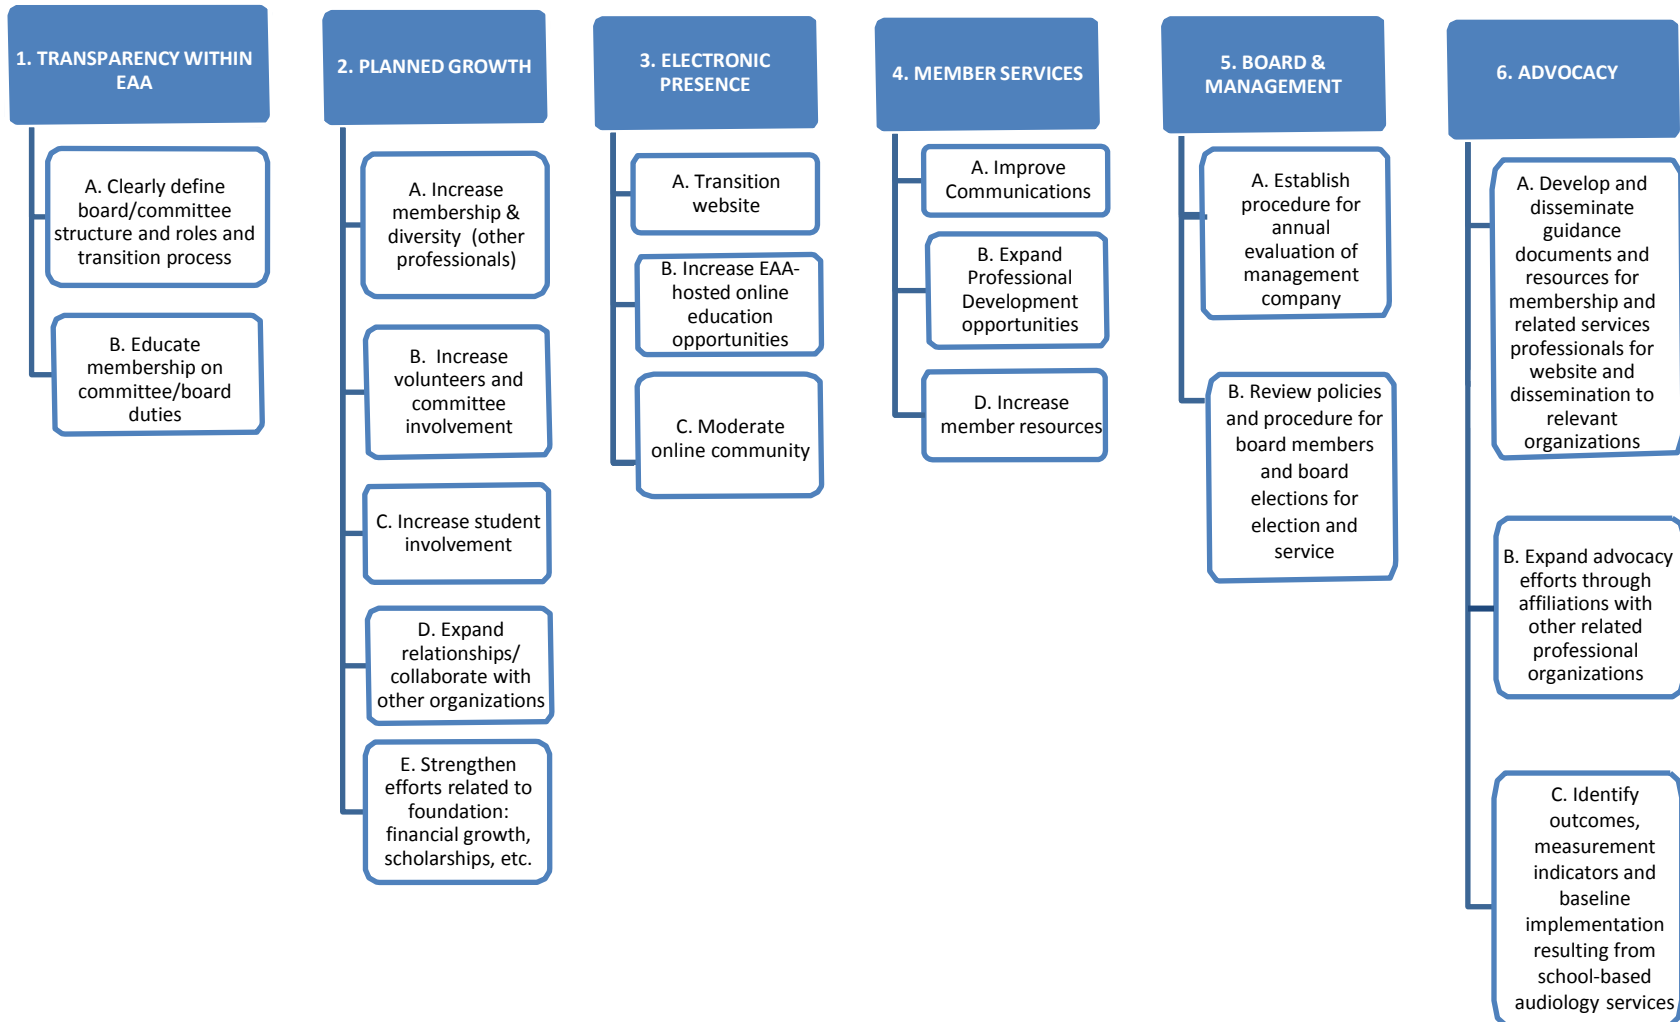 1. TRANSPARENCY WITHIN
EAA
A. Clearly define
board/committee
structure and roles and
transition process
B. Educate
membership on
committee/board
duties
2. PLANNED GROWTH
A. Increase
membership &
diversity (other
professionals)
B. Increase
volunteers and
committee
involvement
C. Increase student
involvement
D. Expand
relationships/
collaborate with
other organizations
E. Strengthen
efforts related to
foundation:
financial growth,
scholarships, etc.
3. ELECTRONIC
PRESENCE
A. Transition
website
B. Increase EAA-
hosted online
education
opportunities
C. Moderate
online community
4. MEMBER SERVICES
A. Improve
Communications
B. Expand
Professional
Development
opportunities
D. Increase
member resources
5. BOARD &
MANAGEMENT
A. Establish
procedure for
annual
evaluation of
management
company
B. Review policies
and procedure for
board members
and board
elections for
election and
service
6. ADVOCACY
A. Develop and
disseminate
guidance
documents and
resources for
membership and
related services
professionals for
website and
dissemination to
relevant
organizations
B. Expand advocacy
efforts through
affiliations with
other related
professional
organizations
C. Identify
outcomes,
measurement
indicators and
baseline
implementation
resulting from
school-based
audiology services